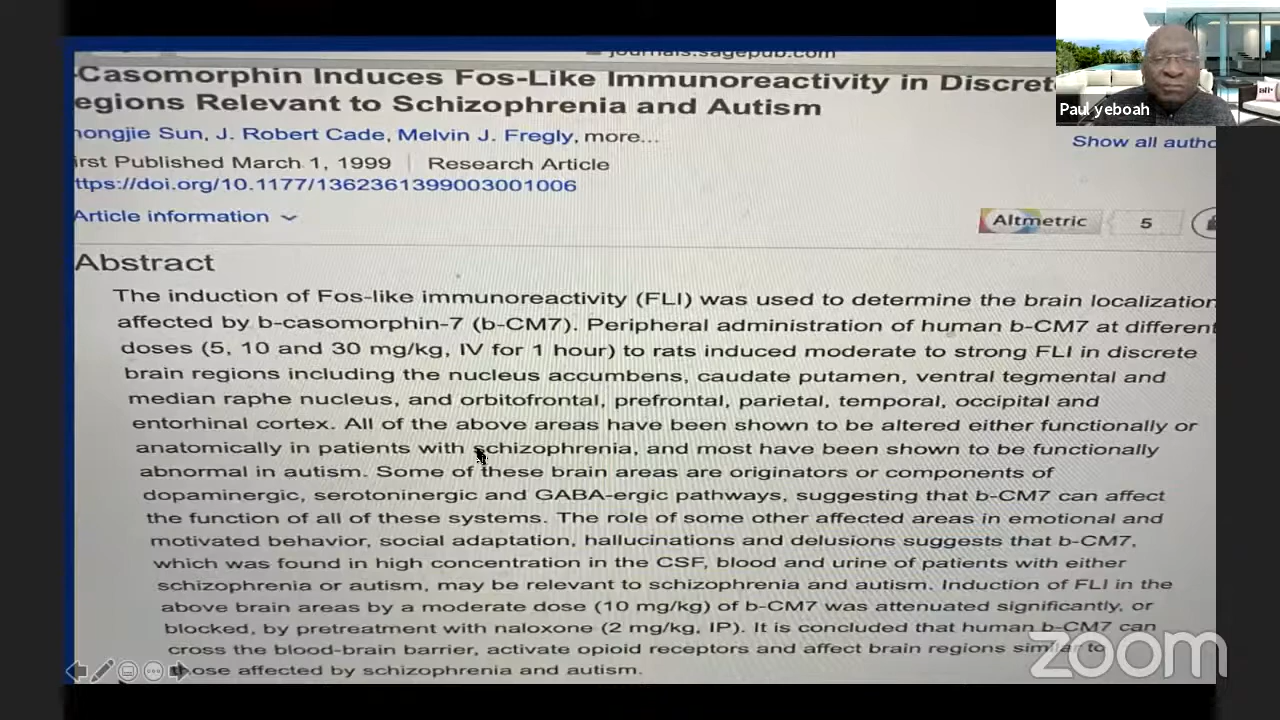 journals.sagepub.com
-Casomorphin Induces Fos-Like Immunoreactivity in Discret
egions Relevant to Schizophrenia and Autism
hongjie Sun, J. Robert Cade, Melvin J. Fregly, more...
irst Published March 1, 1999 | Research Article
ttps://doi.org/10.1177/1362361399003001006
Article information
Show all autho
Altmetric 5
Abstract
The induction of Fos-like immunoreactivity (FLI) was used to determine the brain localization
affected by b-casomorphin-7 (b-CM7). Peripheral administration of human b-CM7 at different
doses (5, 10 and 30 mg/kg, IV for 1 hour) to rats induced moderate to strong FLI in discrete
brain regions including the nucleus accumbens, caudate putamen, ventral tegmental and
median raphe nucleus, and orbitofrontal, prefrontal, parietal, temporal, occipital and
entorhinal cortex. All of the above areas have been shown to be altered either functionally or
anatomically in patients with schizophrenia, and most have been shown to be functionally
abnormal in autism. Some of these brain areas are originators or components of
dopaminergic, serotoninergic and GABA-ergic pathways, suggesting that b-CM7 can affect
the function of all of these systems. The role of some other affected areas in emotional and
motivated behavior, social adaptation, hallucinations and delusions suggests that b-CM7,
which was found in high concentration in the CSF, blood and urine of patients with either
schizophrenia or autism, may be relevant to schizophrenia and autism. Induction of FLI in the
above brain areas by a moderate dose (10 mg/kg) of b-CM7 was attenuated significantly, or
blocked, by pretreatment with naloxone (2 mg/kg, IP). It is concluded that human b-CM7 can
cross the blood-brain barrier, activate opioid receptors and affect brain regions similar to
those affected by schizophrenia and autism.
Paul yeboah
zoom